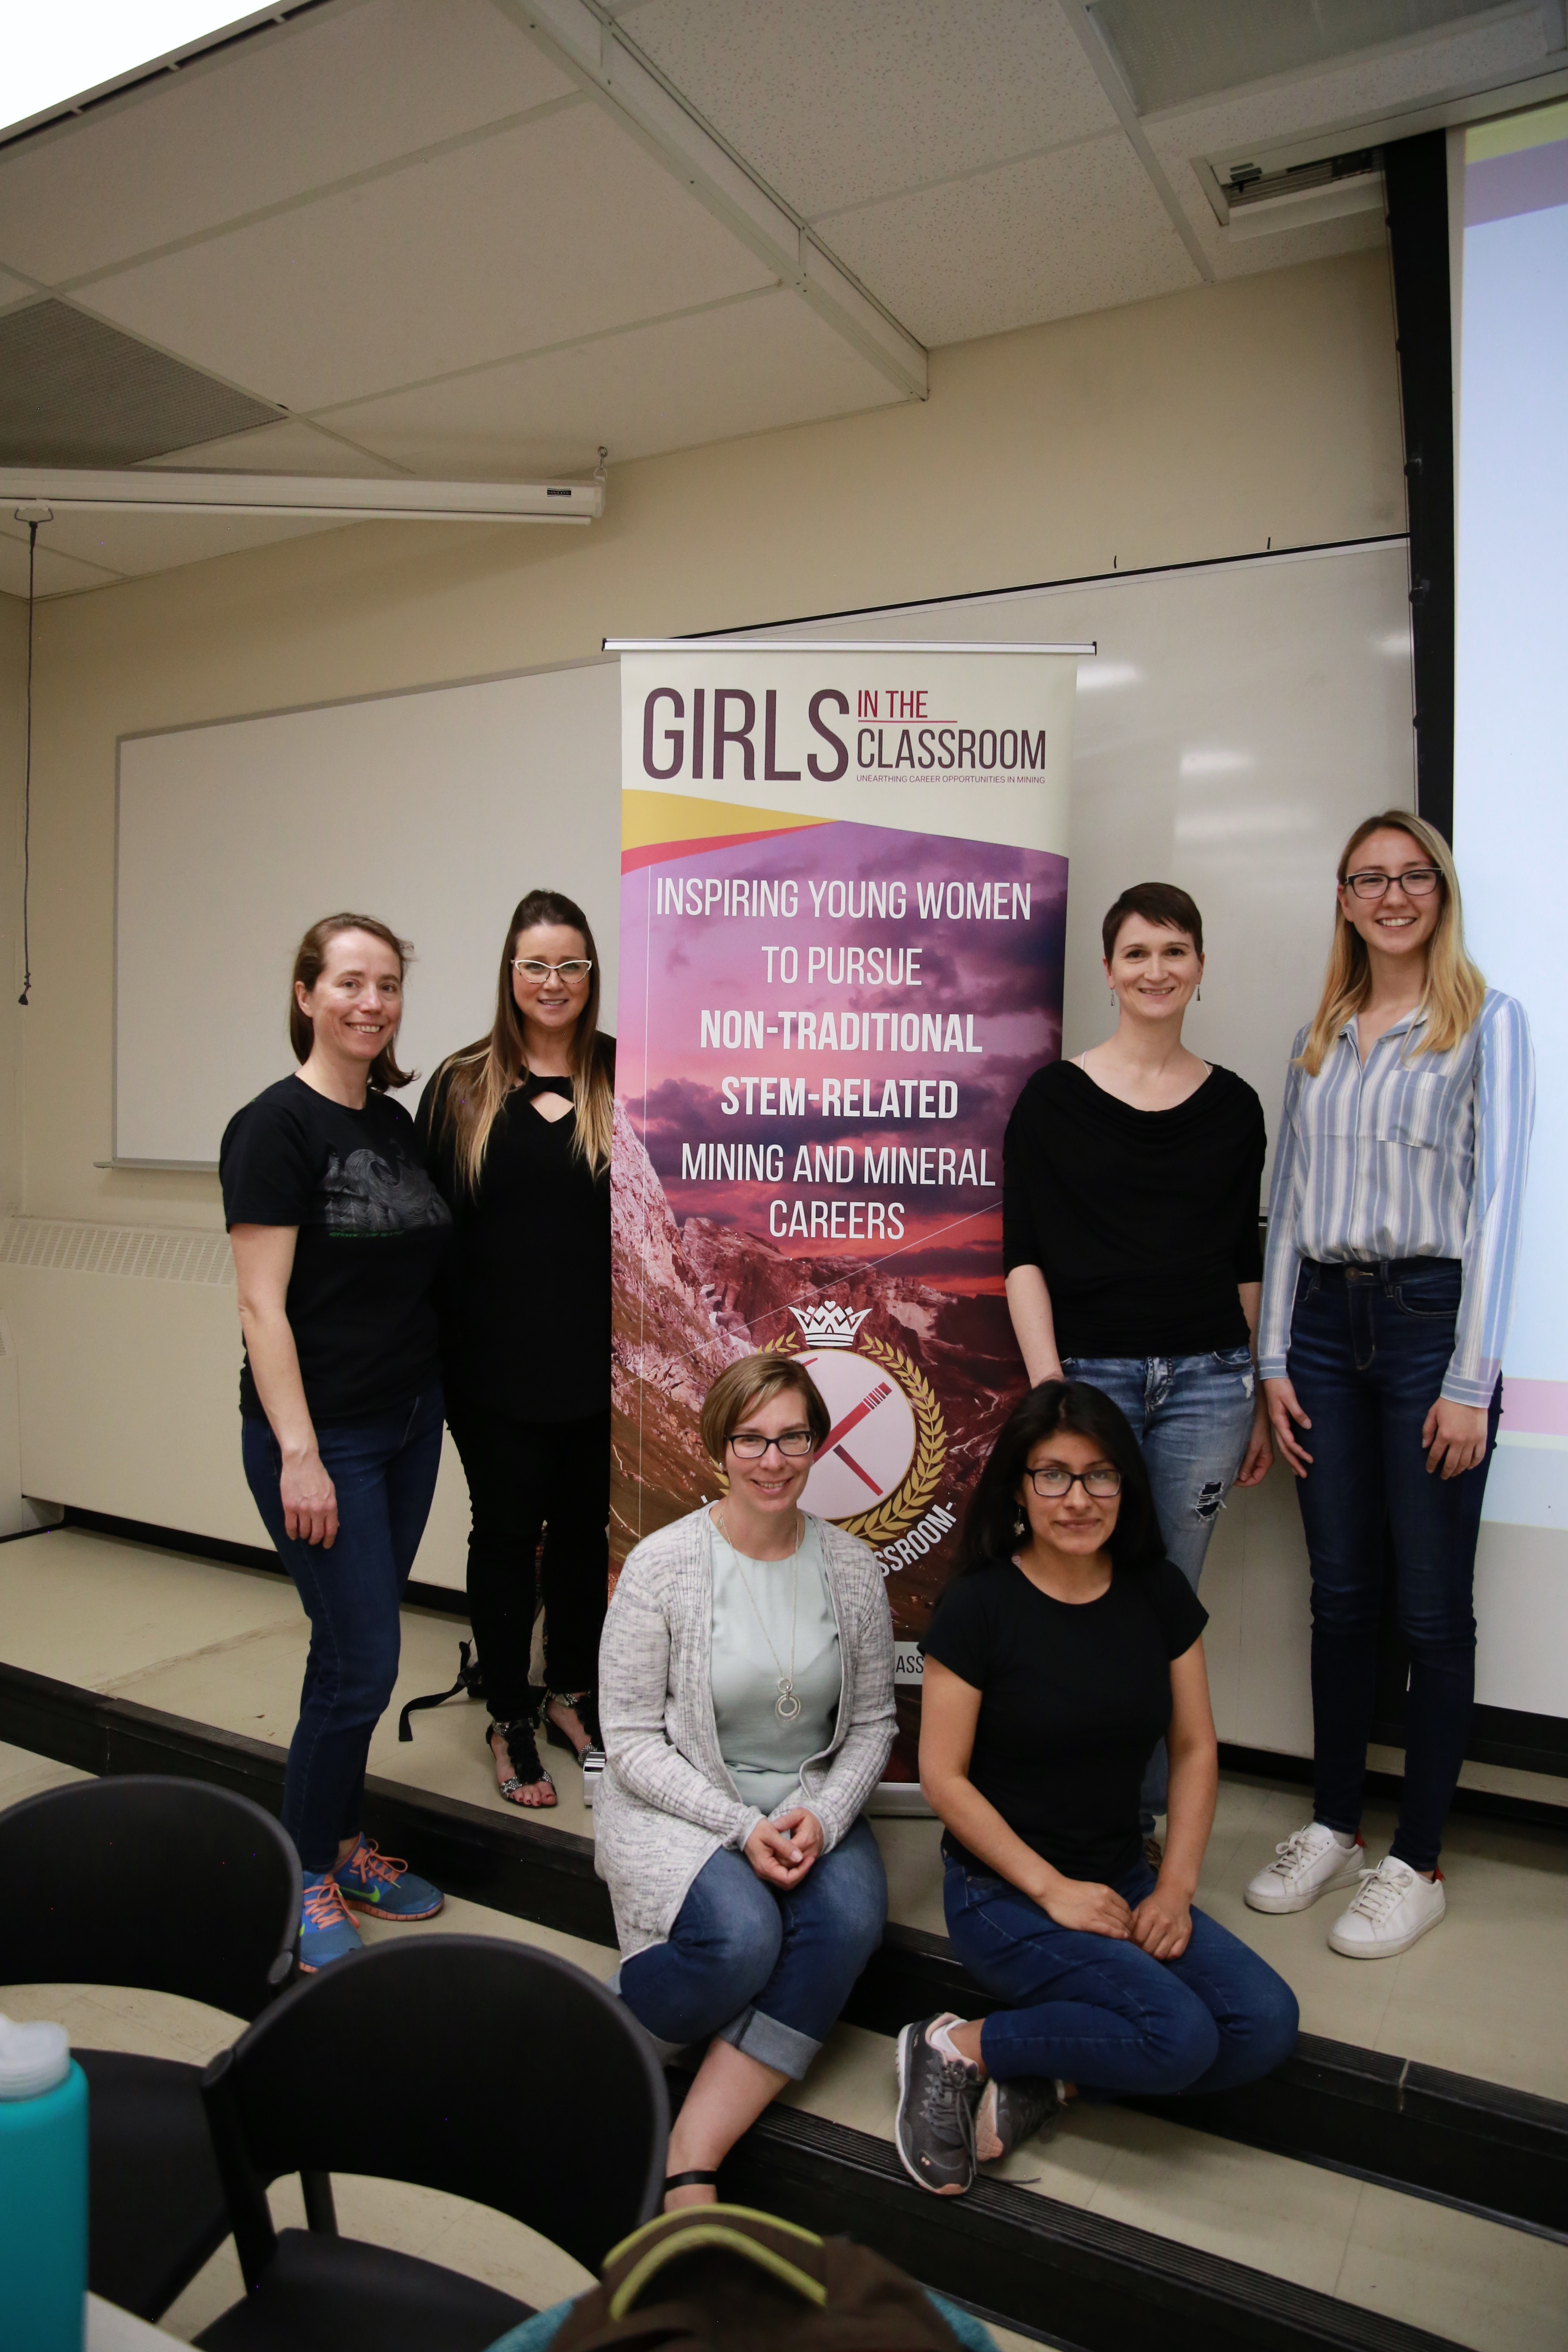 GIRLS IN THE
CLASSROOM
UNEARTHING CAREER OPPORTUNITIES IN MINING
INSPIRING YOUNG WOMEN
TO PURSUE
NON-TRADITIONAL
STEM-RELATED
MINING AND MINERAL
CAREERS